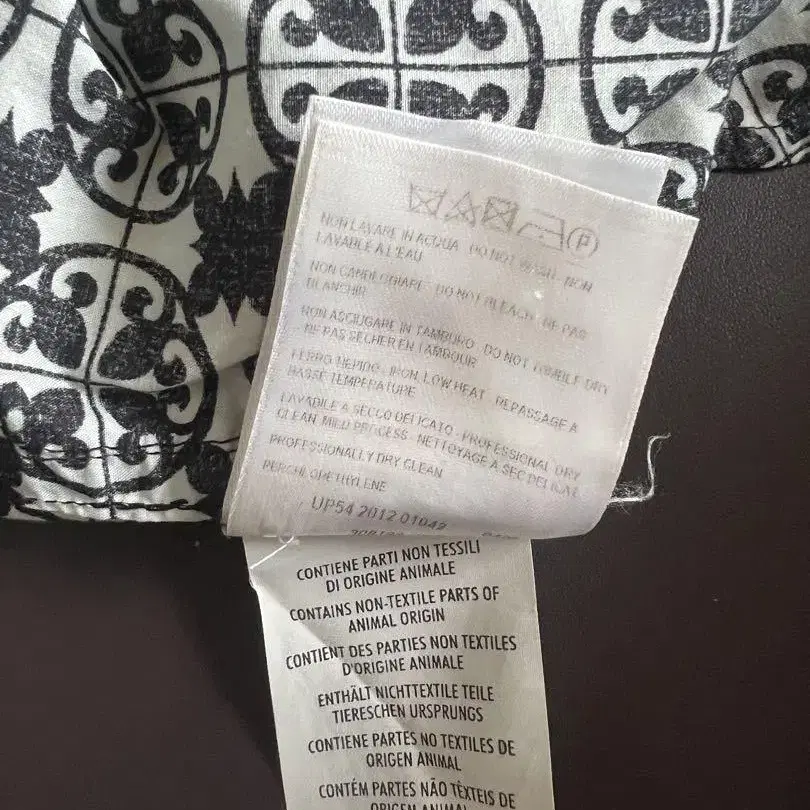 NON LAVARE IN ACQUA DO NOT WASH NON
LAVABLE A L'EAU
NON CANDEGGIARE DO NOT BLEACH NE PAS
BLANCHIR
NON ASCIUGARE IN TAMBURO DO NOT TUMBLE DRY
NE PAS SECHER EN TAMBOUR
FERRO TIEPIDO IRON LOW HEAT REPASSAGE A
BASSE TEMPERATURE
LAVABILE A SECCO DELICATO PROFESSIONAL DRY
CLEAN MILD PROCESS NETTOYAGE A SEC DELICAT
PROFESSIONALLY DRY CLEAN
PERCHLORETHYLENE
UP54 2012 01042
CONTIENE PARTI NON TESSILI
DI ORIGINE ANIMALE
CONTAINS NON-TEXTILE PARTS OF
ANIMAL ORIGIN
CONTIENT DES PARTIES NON TEXTILES
D'ORIGINE ANIMALE
ENTHÄLT NICHTTEXTILE TEILE
TIERESCHEN URSPRUNGS
CONTIENE PARTES NO TEXTILES DE
ORIGEN ANIMAL
CONTÉM PARTES NÃO TÊXTEIS DE
ORIGEM ANIMAL